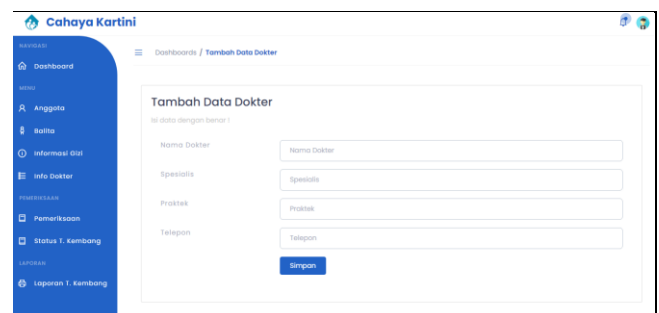 Cahaya Kartini
NAVIGASI
Dashboard
MENU
Anggota
Balita
Informasi Gizi
Info Dokter
PEMERIKSAAN
Pemeriksaan
Status T. Kembang
LAPORAN
Laporan T. Kembang
Dashboards / Tambah Data Dokter
Tambah Data Dokter
Isi data dengan benar !
Nama Dokter
Nama Dokter
Spesialis
Spesialis
Praktek
Praktek
Telepon
Telepon
Simpan